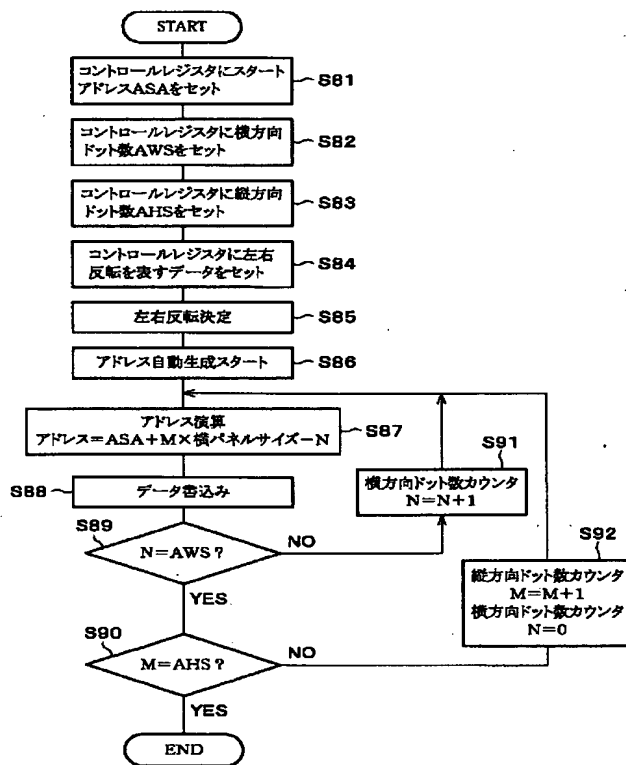 START
コントロールレジスタにスタート
アドレスASAをセット
S81
コントロールレジスタに横方向
ドット数AWSをセット
S82
コントロールレジスタに縦方向
ドット数AHSをセット
S83
コントロールレジスタに左右
反転を表すデータをセット
S84
左右反転決定
S85
アドレス自動生成スタート
S86
アドレス演算
アドレス=ASA+M×横パネルサイズ-N
S87
S88
データ書込み
S89
N=AWS?
NO
YES
S91
横方向ドット数カウンタ
N=N+1
S92
縦方向ドット数カウンタ
M=M+1
横方向ドット数カウンタ
N=0
S90
M=AHS?
NO
YES
END